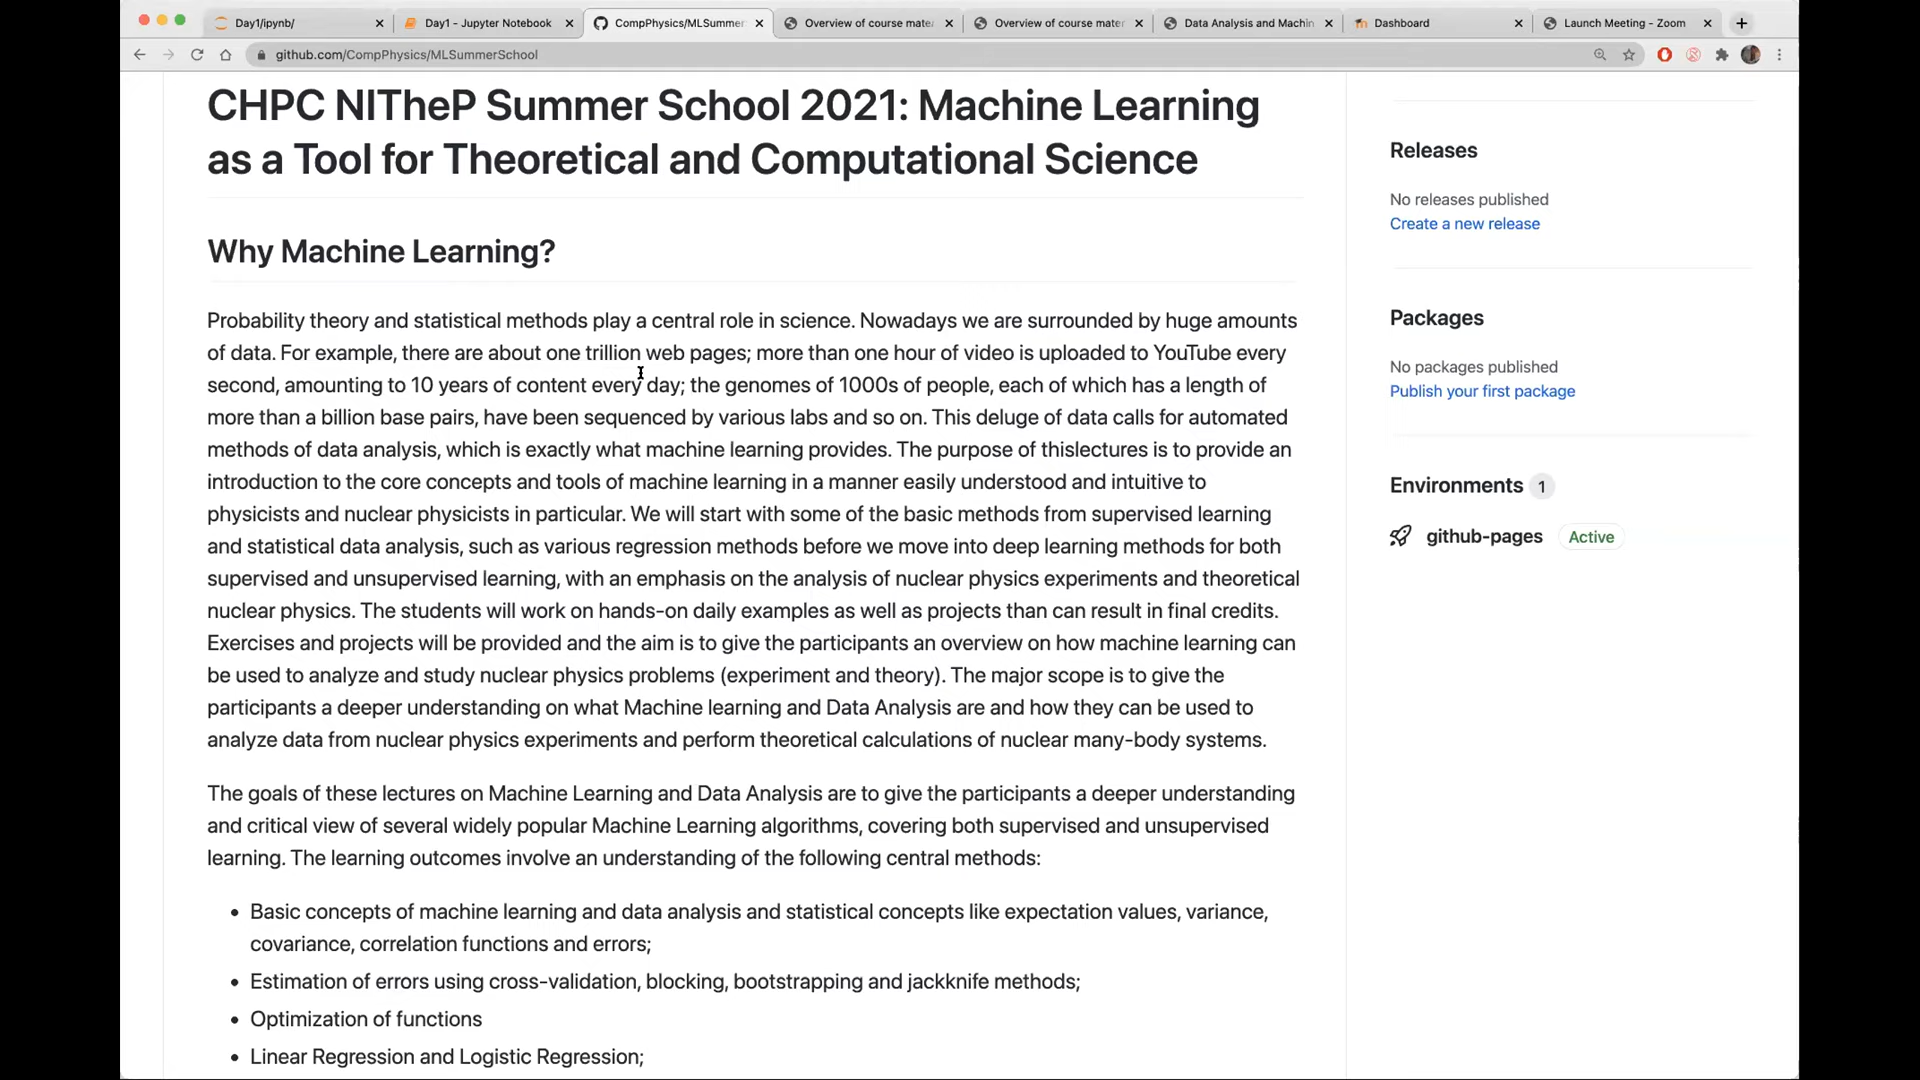 Day1/ipynb/
Day1 - Jupyter Notebook
CompPhysics/MLSummer
Overview of course mate
Overview of course mater
Data Analysis and Machin
Dashboard
Launch Meeting - Zoom
github.com/CompPhysics/MLSummerSchool
CHPC NITheP Summer School 2021: Machine Learning
as a Tool for Theoretical and Computational Science
Why Machine Learning?
Probability theory and statistical methods play a central role in science. Nowadays we are surrounded by huge amounts
of data. For example, there are about one trillion web pages; more than one hour of video is uploaded to YouTube every
second, amounting to 10 years of content every day; the genomes of 1000s of people, each of which has a length of
more than a billion base pairs, have been sequenced by various labs and so on. This deluge of data calls for automated
methods of data analysis, which is exactly what machine learning provides. The purpose of thislectures is to provide an
introduction to the core concepts and tools of machine learning in a manner easily understood and intuitive to
physicists and nuclear physicists in particular. We will start with some of the basic methods from supervised learning
and statistical data analysis, such as various regression methods before we move into deep learning methods for both
supervised and unsupervised learning, with an emphasis on the analysis of nuclear physics experiments and theoretical
nuclear physics. The students will work on hands-on daily examples as well as projects than can result in final credits.
Exercises and projects will be provided and the aim is to give the participants an overview on how machine learning can
be used to analyze and study nuclear physics problems (experiment and theory). The major scope is to give the
participants a deeper understanding on what Machine learning and Data Analysis are and how they can be used to
analyze data from nuclear physics experiments and perform theoretical calculations of nuclear many-body systems.
The goals of these lectures on Machine Learning and Data Analysis are to give the participants a deeper understanding
and critical view of several widely popular Machine Learning algorithms, covering both supervised and unsupervised
learning. The learning outcomes involve an understanding of the following central methods:
• Basic concepts of machine learning and data analysis and statistical concepts like expectation values, variance,
covariance, correlation functions and errors;
• Estimation of errors using cross-validation, blocking, bootstrapping and jackknife methods;
• Optimization of functions
• Linear Regression and Logistic Regression;
Releases
No releases published
Create a new release
Packages
No packages published
Publish your first package
Environments 1
github-pages Active